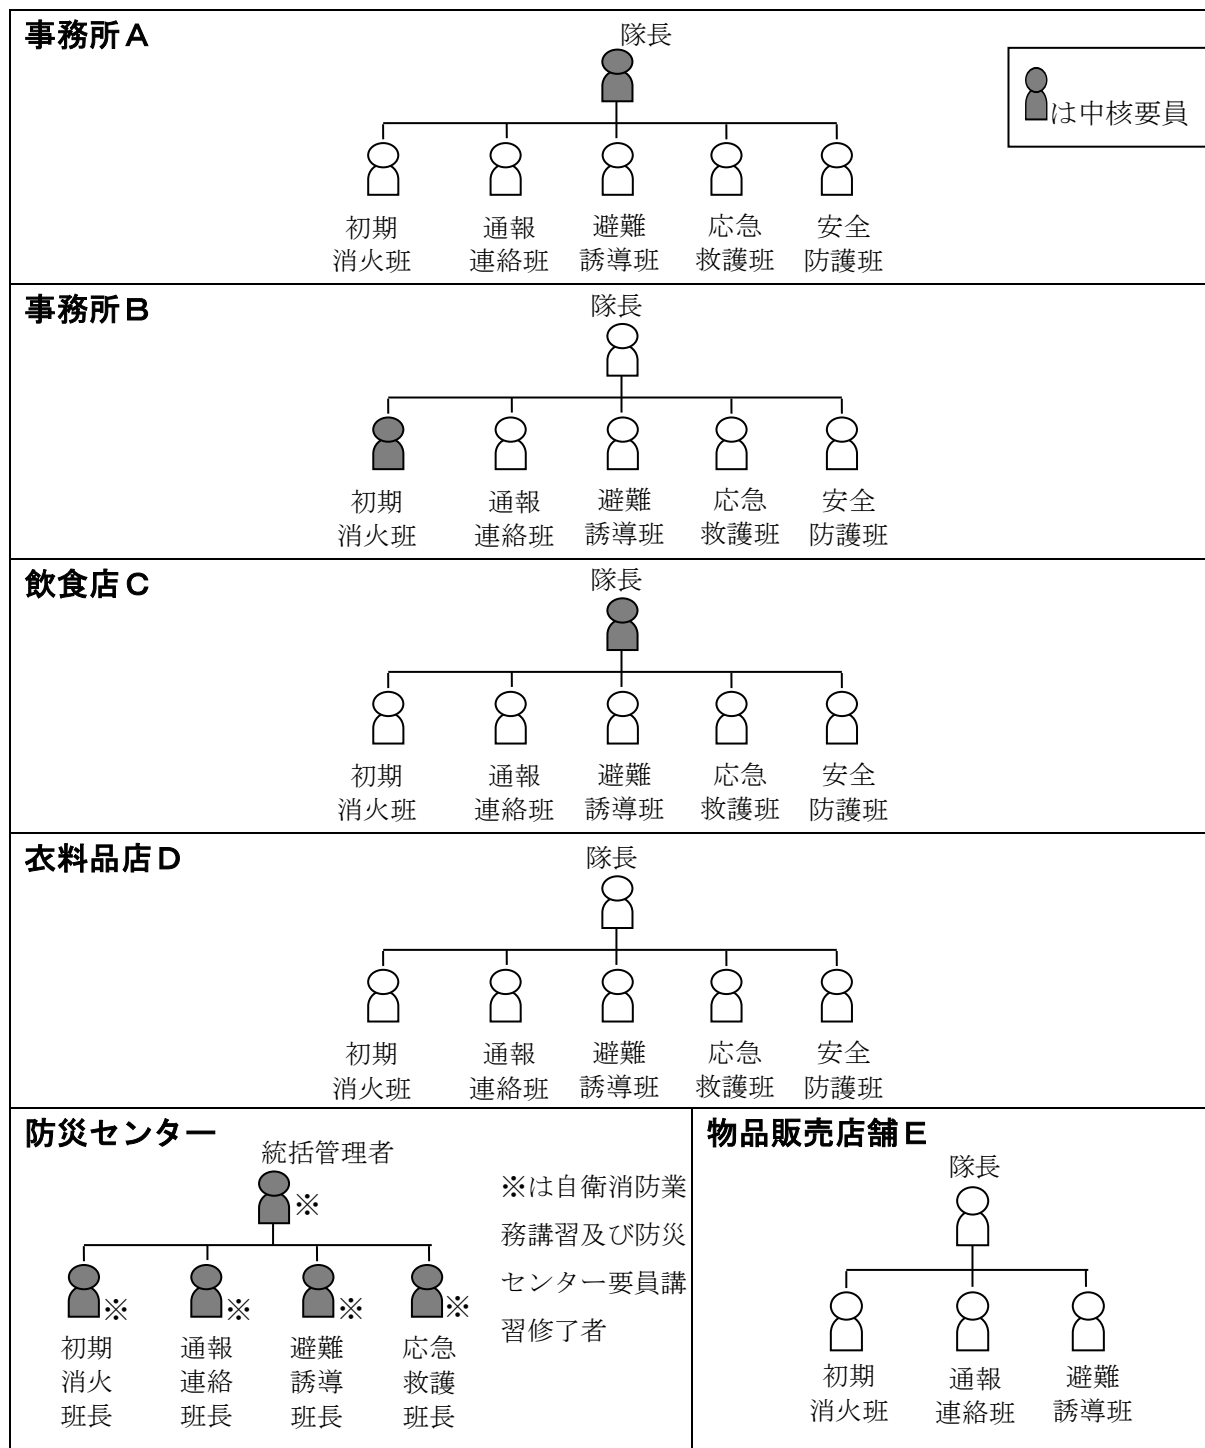 事務所Ａ
隊長
は中核要員
初期 通報 避難 応急 安全
消火班 連絡班 誘導班 救護班 防護班
事務所Ｂ
隊長
初期 通報 避難 応急 安全
消火班 連絡班 誘導班 救護班 防護班
飲食店Ｃ
隊長
初期 通報 避難 応急 安全
消火班 連絡班 誘導班 救護班 防護班
衣料品店Ｄ
隊長
初期 通報 避難 応急 安全
消火班 連絡班 誘導班 救護班 防護班
防災センター
統括管理者
※
※ ※ ※ ※
初期 通報 避難 応急
消火 連絡 誘導 救護
班長 班長 班長 班長
※は自衛消防業
務講習及び防災
センター要員講
習修了者
物品販売店舗Ｅ
隊長
初期 通報 避難
消火班 連絡班 誘導班